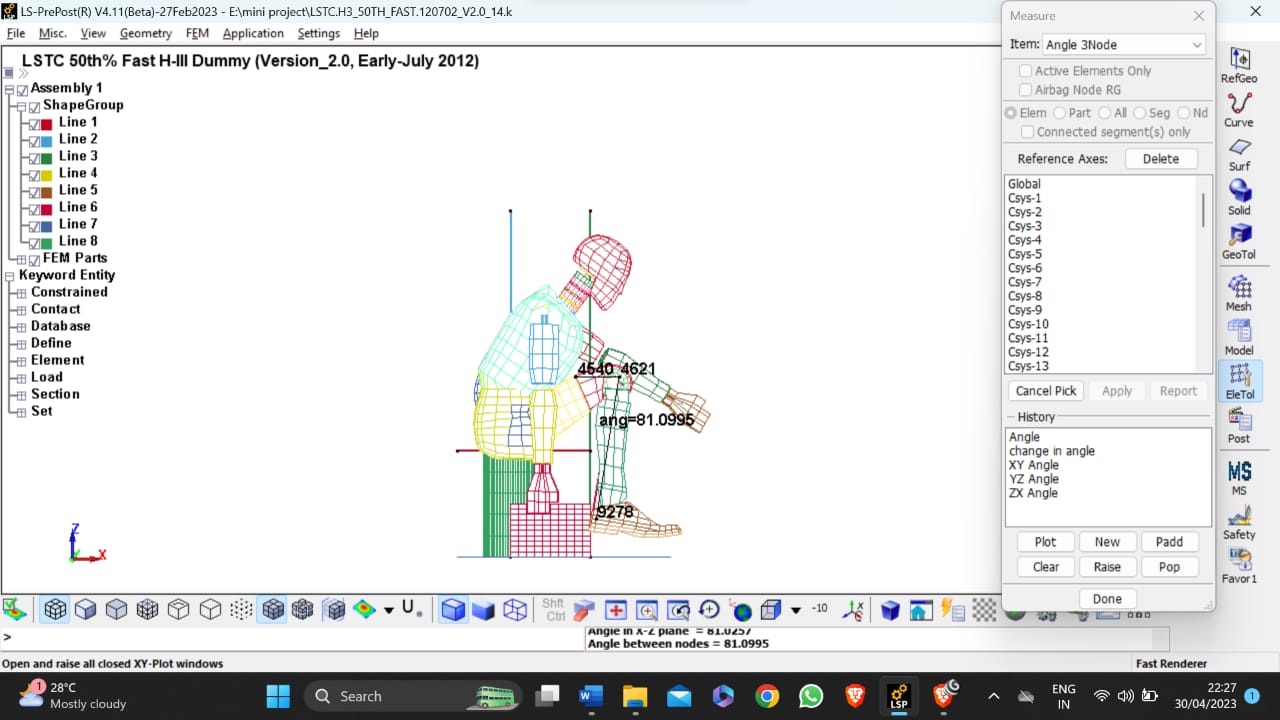 LS-PrePost(R) V4.11(Beta)-27Feb2023 - E:\mini project\LSTC.H3_50TH_FAST.120702_V2.0_14.k
File Misc. View Geometry FEM Application Settings Help
LSTC 50th% Fast H-III Dummy (Version_2.0, Early-July 2012)
Assembly 1
ShapeGroup
Line 1
Line 2
Line 3
Line 4
Line 5
Line 6
Line 7
Line 8
FEM Parts
Keyword Entity
Constrained
Contact
Database
Define
Element
Load
Section
Set
4540 4621
ang=81.0995
9278
Z
X
Measure
Item: Angle 3Node
Active Elements Only
Airbag Node RG
Elem Part All Seg Nd
Connected segment(s) only
Reference Axes: Delete
Global
Csys-1
Csys-2
Csys-3
Csys-4
Csys-5
Csys-6
Csys-7
Csys-8
Csys-9
Csys-10
Csys-11
Csys-12
Csys-13
Cancel Pick Apply Report
History
Angle
change in angle
XY Angle
YZ Angle
ZX Angle
Plot New Padd
Clear Raise Pop
Done
RefGeo
Curve
Surf
Solid
GeoTol
Mesh
Model
EleTol
Post
MS
MS
Safety
Favor1
Shft
Ctrl
-10
>
Angle in X-Z plane = 81.0257
Angle between nodes = 81.0995
Open and raise all closed XY-Plot windows
Fast Renderer
1
28°C
Mostly cloudy
Search
LSP
ENG
IN
22:27
30/04/2023
1